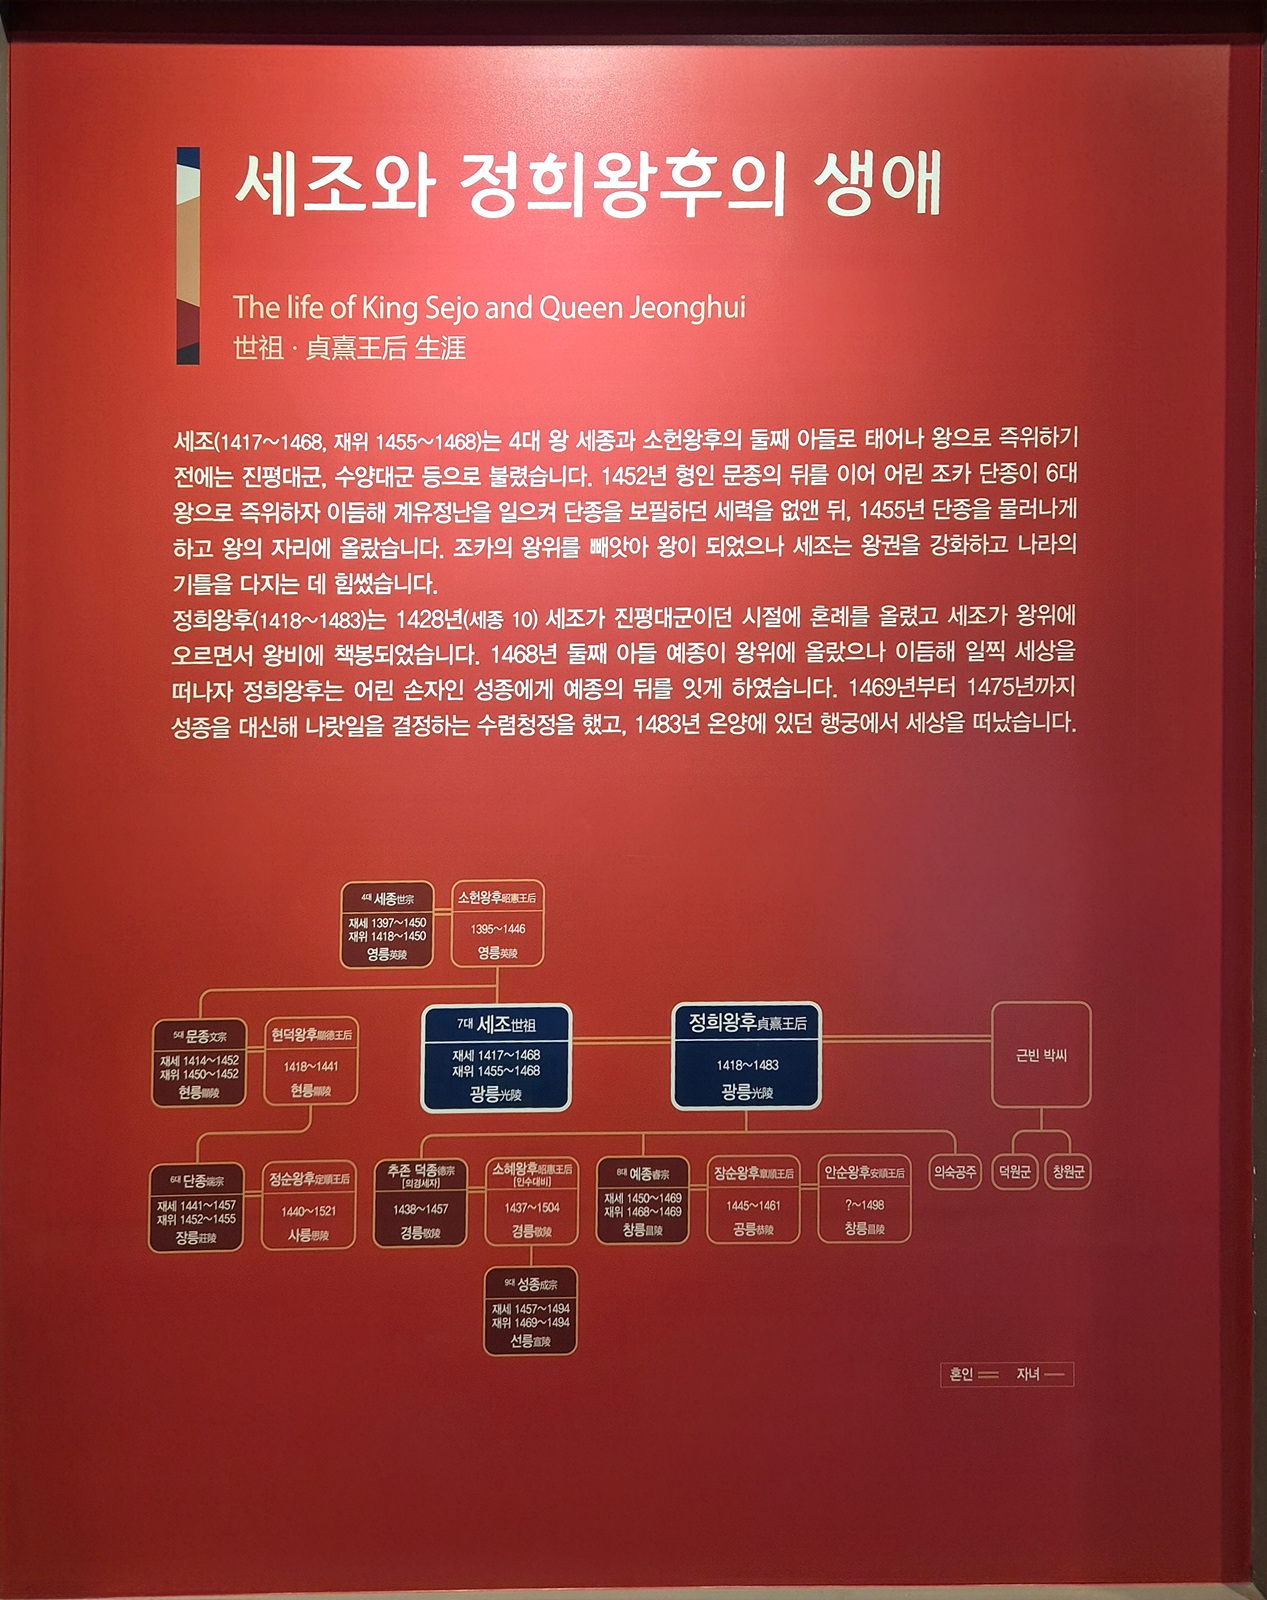 세조와 정희왕후의 생애
The life of King Sejo and Queen Jeonghui
世祖 · 貞熹王后 生涯
세조(1417~1468, 재위 1455~1468)는 4대 왕 세종과 소헌왕후의 둘째 아들로 태어나 왕으로 즉위하기
전에는 진평대군, 수양대군 등으로 불렸습니다. 1452년 형인 문종의 뒤를 이어 어린 조카 단종이 6대
왕으로 즉위하자 이듬해 계유정난을 일으켜 단종을 보필하던 세력을 없앤 뒤, 1455년 단종을 물러나게
하고 왕의 자리에 올랐습니다. 조카의 왕위를 빼앗아 왕이 되었으나 세조는 왕권을 강화하고 나라의
기틀을 다지는 데 힘썼습니다.
정희왕후(1418~1483)는 1428년(세종 10) 세조가 진평대군이던 시절에 혼례를 올렸고 세조가 왕위에
오르면서 왕비에 책봉되었습니다. 1468년 둘째 아들 예종이 왕위에 올랐으나 이듬해 일찍 세상을
떠나자 정희왕후는 어린 손자인 성종에게 예종의 뒤를 잇게 하였습니다. 1469년부터 1475년까지
성종을 대신해 나랏일을 결정하는 수렴청정을 했고, 1483년 온양에 있던 행궁에서 세상을 떠났습니다.
4대 세종世宗
재세 1397~1450
재위 1418~1450
영릉英陵
소헌왕후昭憲王后
1395~1446
영릉英陵
5대 문종文宗
재세 1414~1452
재위 1450~1452
현릉顯陵
현덕왕후顯德王后
1418~1441
현릉顯陵
7대 세조世祖
재세 1417~1468
재위 1455~1468
광릉光陵
정희왕후貞熹王后
1418~1483
광릉光陵
근빈 박씨
6대 단종端宗
재세 1441~1457
재위 1452~1455
장릉莊陵
정순왕후定順王后
1440~1521
사릉思陵
추존 덕종德宗
[의경세자]
1438~1457
경릉敬陵
소혜왕후昭惠王后
[인수대비]
1437~1504
경릉敬陵
8대 예종睿宗
재세 1450~1469
재위 1468~1469
창릉昌陵
장순왕후章順王后
1445~1461
공릉恭陵
안순왕후安順王后
?~1498
창릉昌陵
의숙공주
덕원군
창원군
9대 성종成宗
재세 1457~1494
재위 1469~1494
선릉宣陵
혼인 자녀